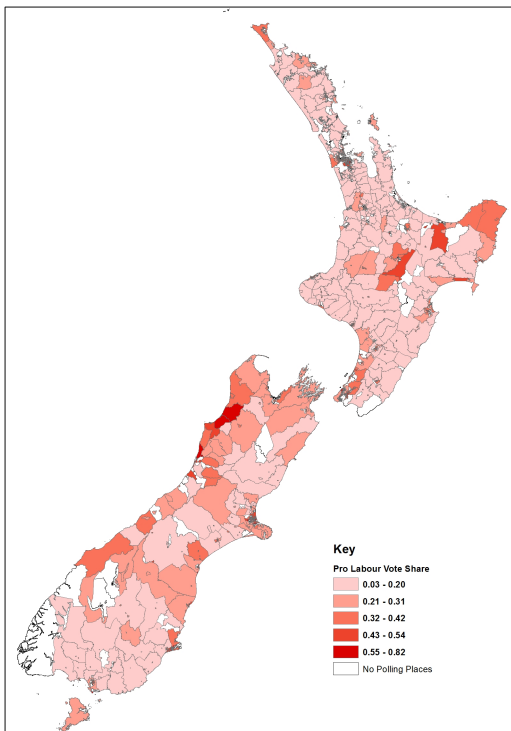 Key
Pro Labour Vote Share
0.03 - 0.20
0.21 - 0.31
0.32 - 0.42
0.43 - 0.54
0.55 - 0.82
No Polling Places